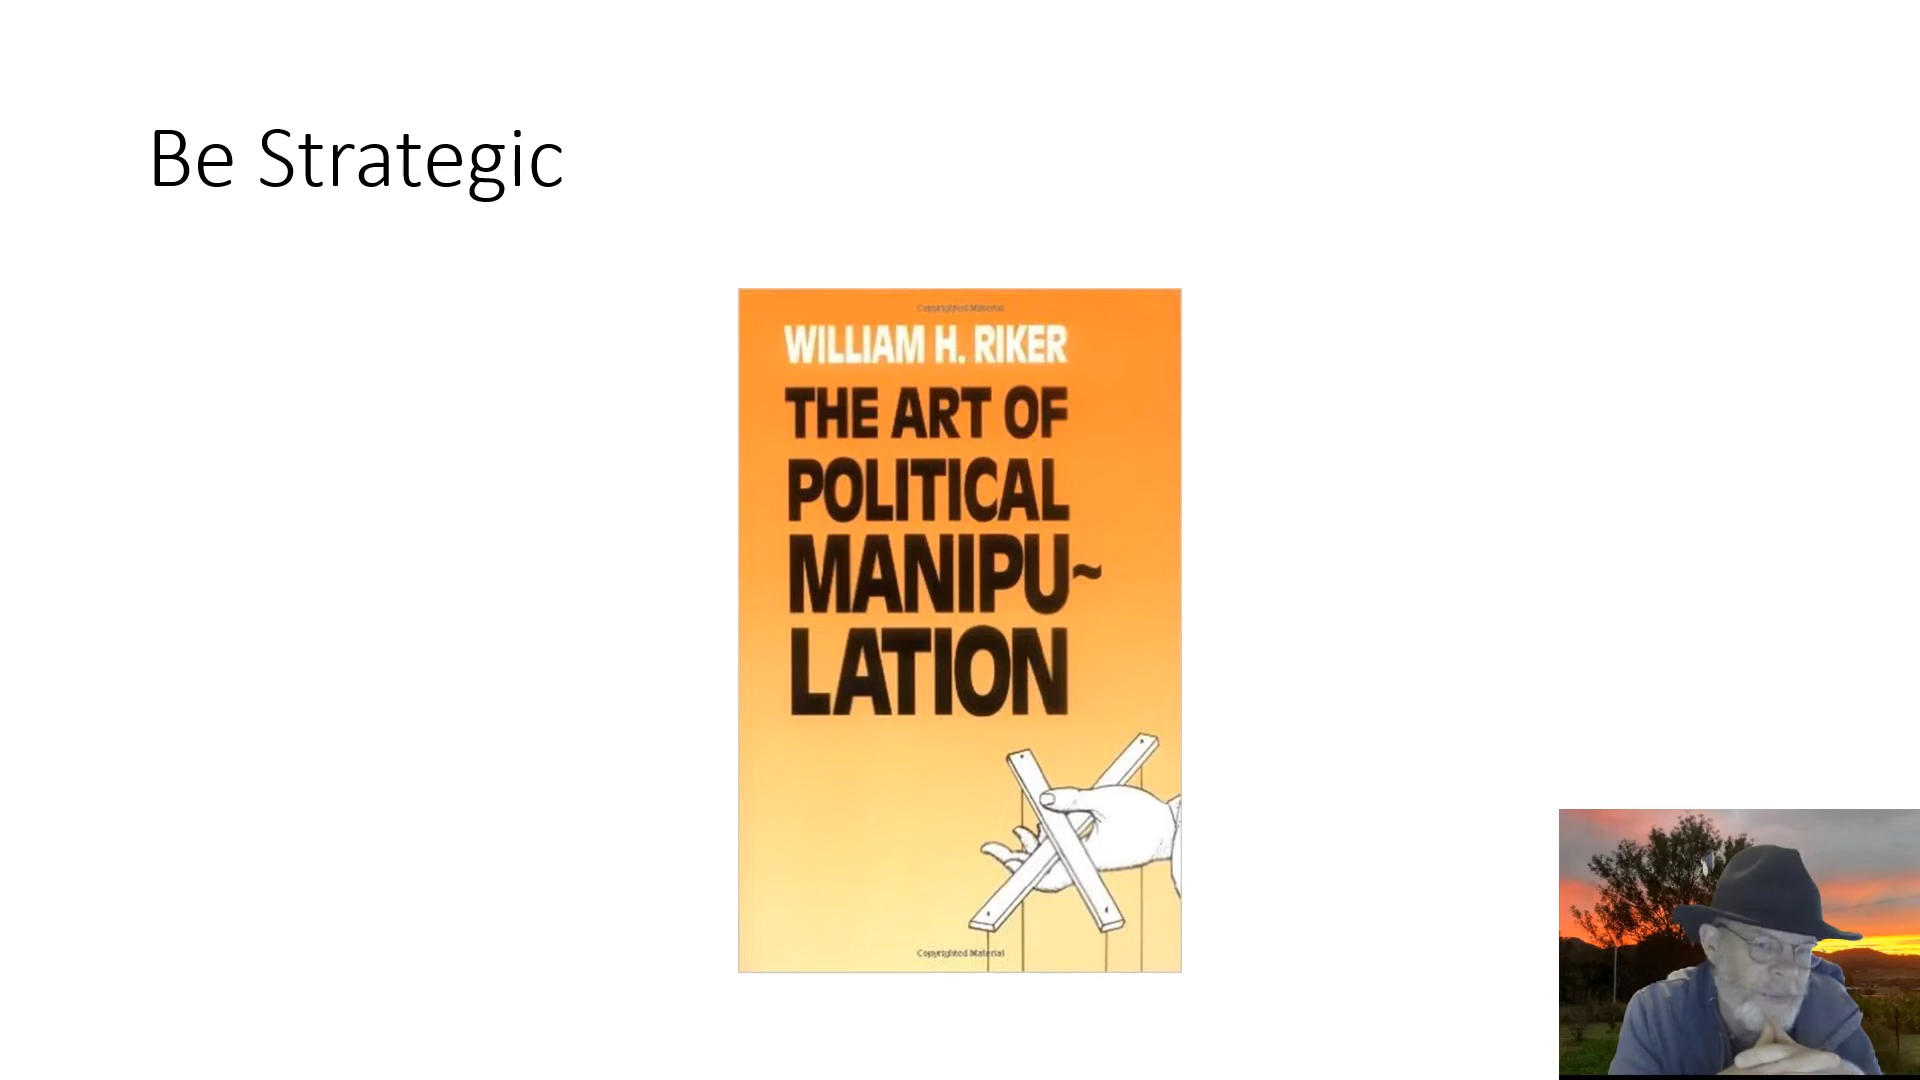 Be Strategic
Copyrighted Material
WILLIAM H. RIKER
THE ART OF
POLITICAL
MANIPU~
LATION
Copyrighted Material